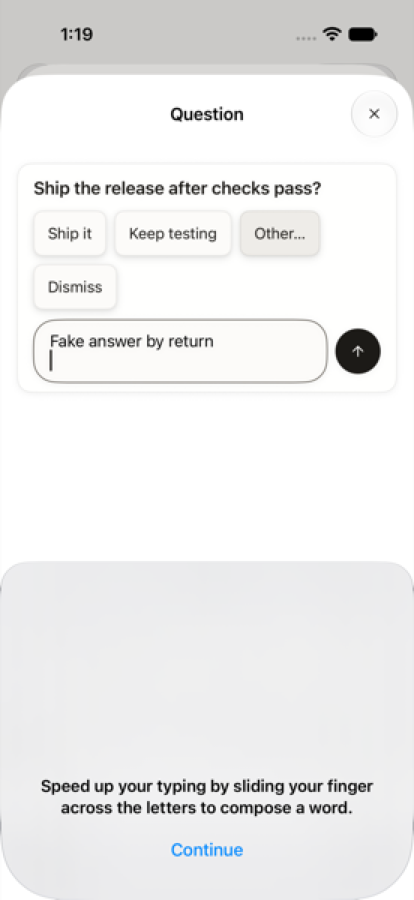 1:19
Question
Ship the release after checks pass?
Ship it
Keep testing
Other...
Dismiss
Fake answer by return
Speed up your typing by sliding your finger
across the letters to compose a word.
Continue